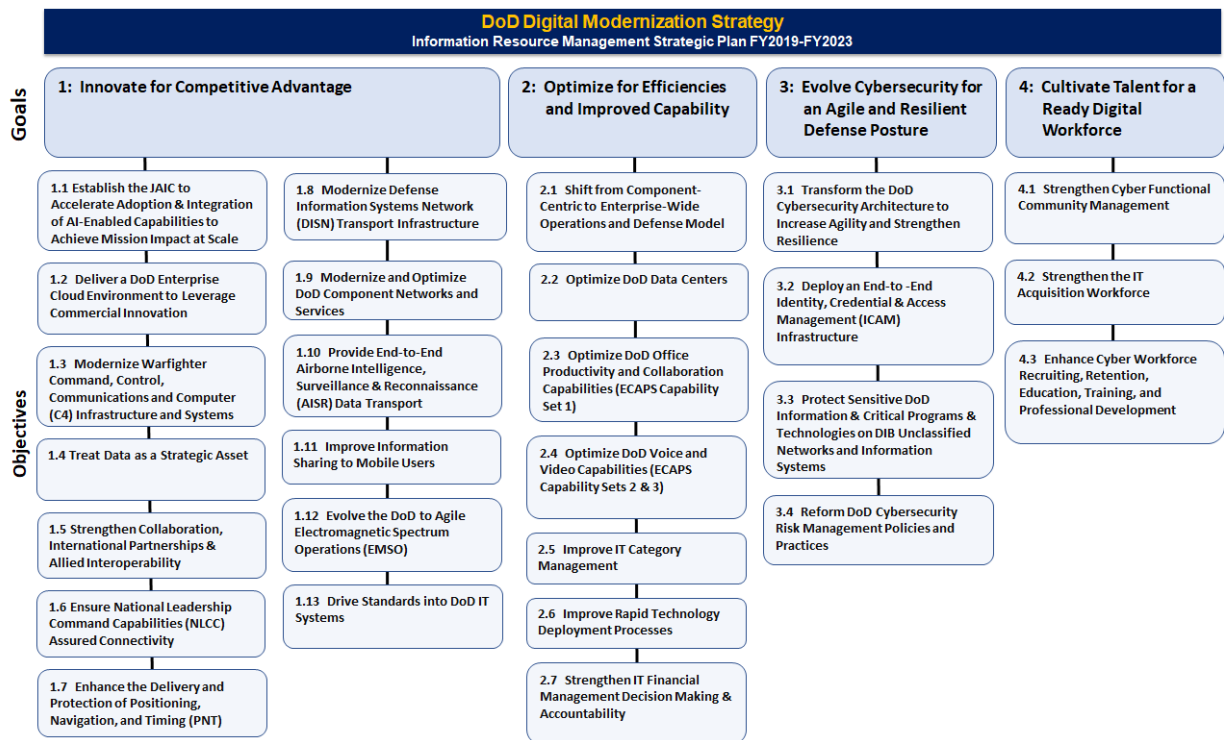 DoD Digital Modernization Strategy
Information Resource Management Strategic Plan FY2019-FY2023
Goals
1: Innovate for Competitive Advantage
2: Optimize for Efficiencies
and Improved Capability
3: Evolve Cybersecurity for
an Agile and Resilient
Defense Posture
4: Cultivate Talent for a
Ready Digital
Workforce
Objectives
1.1 Establish the JAIC to
Accelerate Adoption & Integration
of AI-Enabled Capabilities to
Achieve Mission Impact at Scale
1.2 Deliver a DoD Enterprise
Cloud Environment to Leverage
Commercial Innovation
1.3 Modernize Warfighter
Command, Control,
Communications and Computer
(C4) Infrastructure and Systems
1.4 Treat Data as a Strategic Asset
1.5 Strengthen Collaboration,
International Partnerships &
Allied Interoperability
1.6 Ensure National Leadership
Command Capabilities (NLCC)
Assured Connectivity
1.7 Enhance the Delivery and
Protection of Positioning,
Navigation, and Timing (PNT)
1.8 Modernize Defense
Information Systems Network
(DISN) Transport Infrastructure
1.9 Modernize and Optimize
DoD Component Networks and
Services
1.10 Provide End-to-End
Airborne Intelligence,
Surveillance & Reconnaissance
(AISR) Data Transport
1.11 Improve Information
Sharing to Mobile Users
1.12 Evolve the DoD to Agile
Electromagnetic Spectrum
Operations (EMSO)
1.13 Drive Standards into DoD IT
Systems
2.1 Shift from Component-
Centric to Enterprise-Wide
Operations and Defense Model
2.2 Optimize DoD Data Centers
2.3 Optimize DoD Office
Productivity and Collaboration
Capabilities (ECAPS Capability
Set 1)
2.4 Optimize DoD Voice and
Video Capabilities (ECAPS
Capability Sets 2 & 3)
2.5 Improve IT Category
Management
2.6 Improve Rapid Technology
Deployment Processes
2.7 Strengthen IT Financial
Management Decision Making &
Accountability
3.1 Transform the DoD
Cybersecurity Architecture to
Increase Agility and Strengthen
Resilience
3.2 Deploy an End-to -End
Identity, Credential & Access
Management (ICAM)
Infrastructure
3.3 Protect Sensitive DoD
Information & Critical Programs &
Technologies on DIB Unclassified
Networks and Information
Systems
3.4 Reform DoD Cybersecurity
Risk Management Policies and
Practices
4.1 Strengthen Cyber Functional
Community Management
4.2 Strengthen the IT
Acquisition Workforce
4.3 Enhance Cyber Workforce
Recruiting, Retention,
Education, Training, and
Professional Development